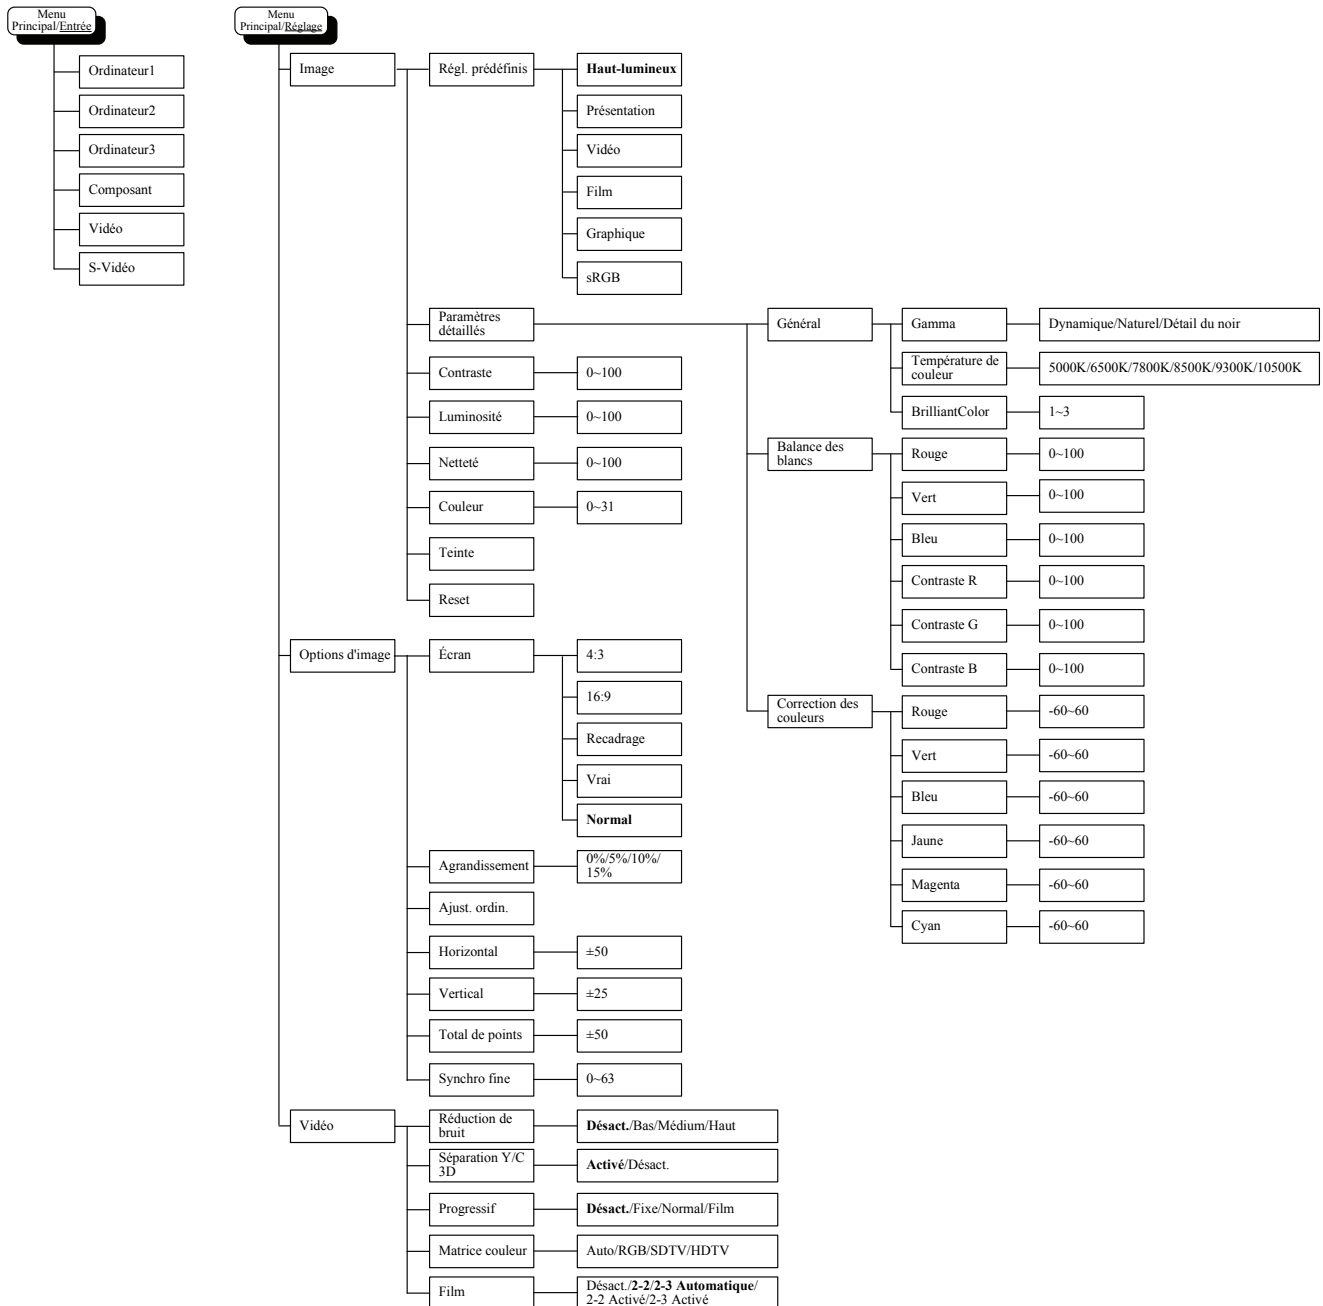 Menu
Principal/Entrée
Ordinateur1
Ordinateur2
Ordinateur3
Composant
Vidéo
S-Vidéo
Menu
Principal/Réglage
Image
Régl. prédéfinis
Haut-lumineux
Présentation
Vidéo
Film
Graphique
sRGB
Paramètres
détaillés
Général
Gamma
Dynamique/Naturel/Détail du noir
Température de
couleur
5000K/6500K/7800K/8500K/9300K/10500K
BrilliantColor
1~3
Balance des
blancs
Rouge
0~100
Vert
0~100
Bleu
0~100
Contraste R
0~100
Contraste G
0~100
Contraste B
0~100
Correction des
couleurs
Rouge
-60~60
Vert
-60~60
Bleu
-60~60
Jaune
-60~60
Magenta
-60~60
Cyan
-60~60
Contraste
0~100
Luminosité
0~100
Netteté
0~100
Couleur
0~31
Teinte
Reset
Options d'image
Écran
4:3
16:9
Recadrage
Vrai
Normal
Agrandissement
0%/5%/10%/
15%
Ajust. ordin.
Horizontal
±50
Vertical
±25
Total de points
±50
Synchro fine
0~63
Vidéo
Réduction de
bruit
Désact./Bas/Médium/Haut
Séparation Y/C
3D
Activé/Désact.
Progressif
Désact./Fixe/Normal/Film
Matrice couleur
Auto/RGB/SDTV/HDTV
Film
Désact./2-2/2-3 Automatique/
2-2 Activé/2-3 Activé